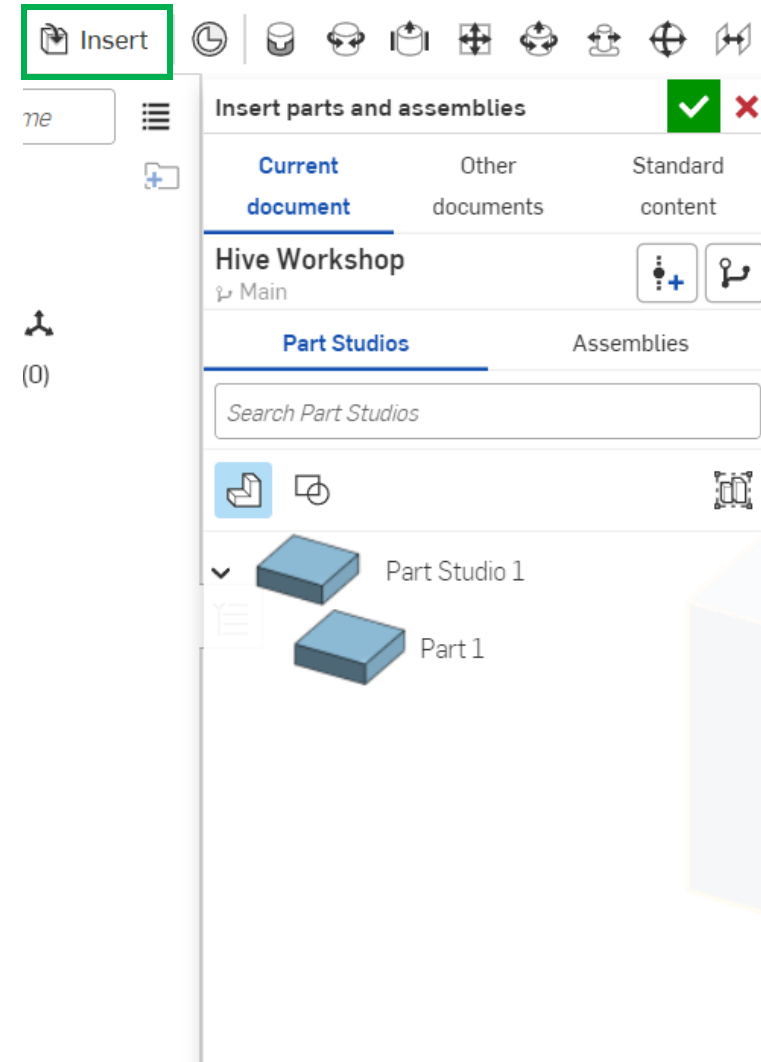 Insert
me
Insert parts and assemblies
Current document
Other documents
Standard content
Hive Workshop
Main
Part Studios
Assemblies
(0)
Search Part Studios
Part Studio 1
Part 1